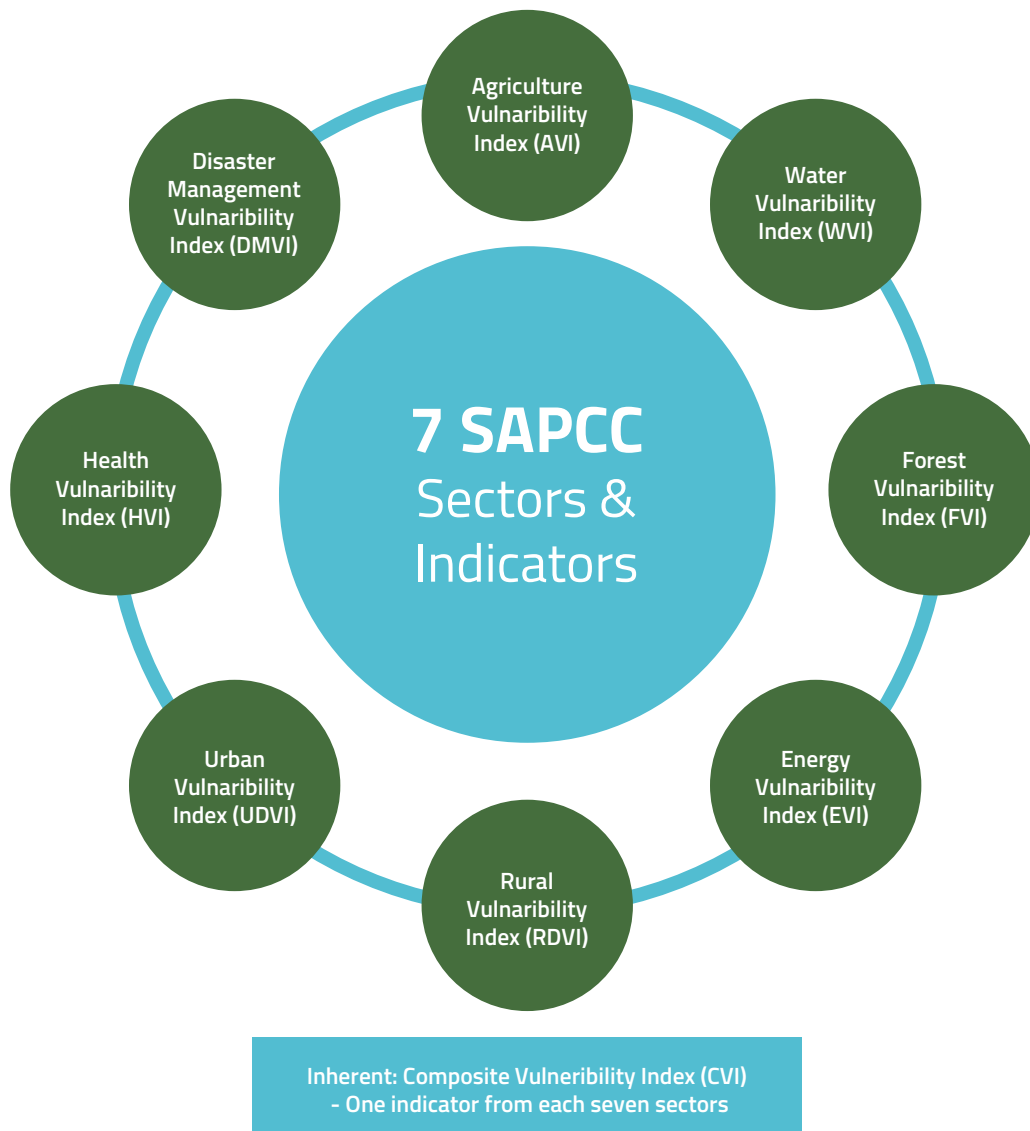 Agriculture
Vulnaribility
Index (AVI)
Water
Vulnaribility
Index (WVI)
Forest
Vulnaribility
Index (FVI)
Energy
Vulnaribility
Index (EVI)
Rural
Vulnaribility
Index (RDVI)
Urban
Vulnaribility
Index (UDVI)
Health
Vulnaribility
Index (HVI)
Disaster
Management
Vulnaribility
Index (DMVI)
7 SAPCC
Sectors &
Indicators
Inherent: Composite Vulneribility Index (CVI)
- One indicator from each seven sectors